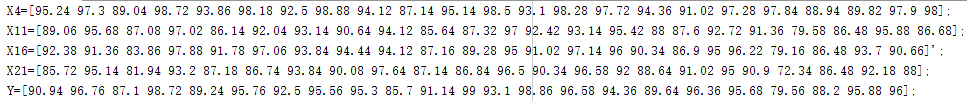 X4=[95.24 97.3 89.04 98.72 93.86 98.18 92.5 98.88 94.12 87.14 95.14 98.5 93.1 98.28 97.72 94.36 91.02 97.28 97.84 88.94 89.82 97.9 98];
X11=[89.06 95.68 87.08 97.02 86.14 92.04 93.14 90.64 94.12 85.64 87.32 97 92.42 93.14 95.42 88 87.6 92.72 91.36 79.58 86.48 95.88 86.68];
X16=[92.38 91.36 83.86 97.88 91.78 97.06 93.84 94.44 94.12 87.16 89.28 95 91.02 97.14 96 90.34 86.9 95 96.22 79.16 86.48 93.7 90.66]';
X21=[85.72 95.14 81.94 93.2 87.18 86.74 93.84 90.08 97.64 87.14 86.84 96.5 90.34 96.58 92 88.64 91.02 95 90.9 72.34 86.48 92.18 88];
Y=[90.94 96.76 87.1 98.72 89.24 95.76 92.5 95.56 95.3 85.7 91.14 99 93.1 98.86 96.58 94.36 89.64 96.36 95.68 79.56 88.2 95.88 96];